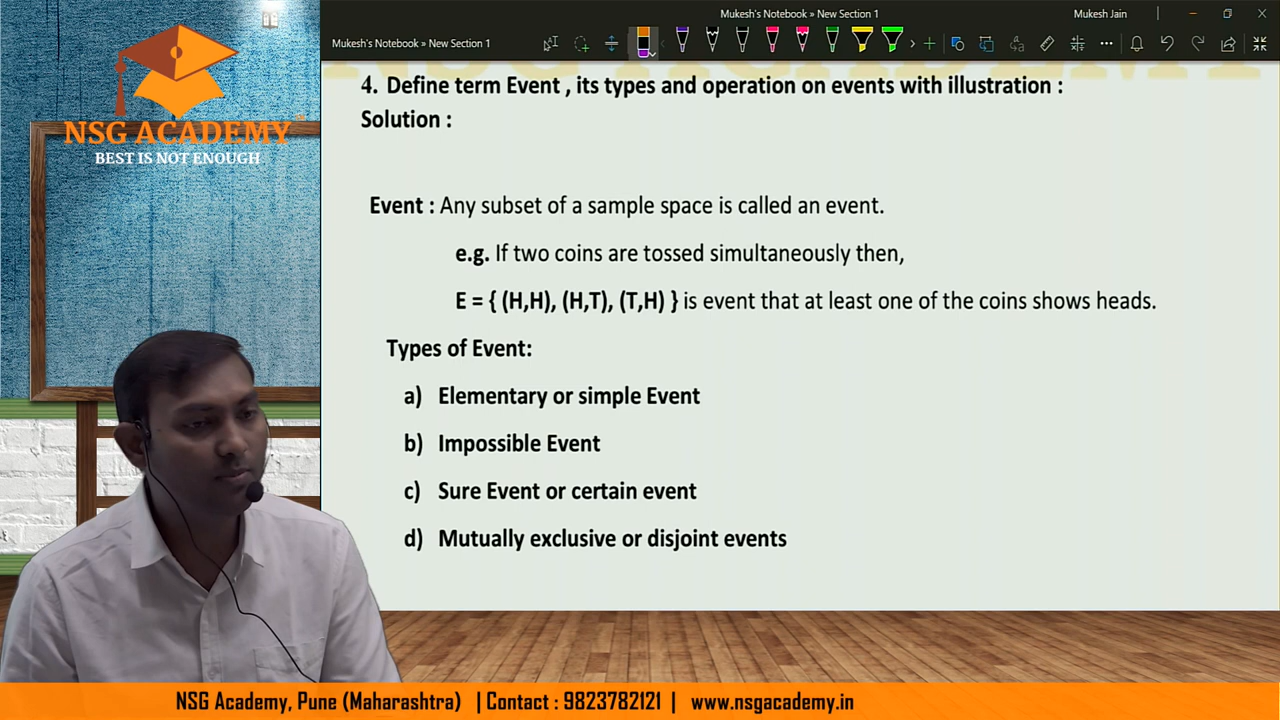 Mukesh's Notebook » New Section 1
Mukesh Jain
Mukesh's Notebook » New Section 1
NSG ACADEMY
BEST IS NOT ENOUGH
4. Define term Event , its types and operation on events with illustration :
Solution :
Event : Any subset of a sample space is called an event.
e.g. If two coins are tossed simultaneously then,
E = { (H,H), (H,T), (T,H) } is event that at least one of the coins shows heads.
Types of Event:
a) Elementary or simple Event
b) Impossible Event
c) Sure Event or certain event
d) Mutually exclusive or disjoint events
NSG Academy, Pune (Maharashtra) | Contact : 9823782121 | www.nsgacademy.in